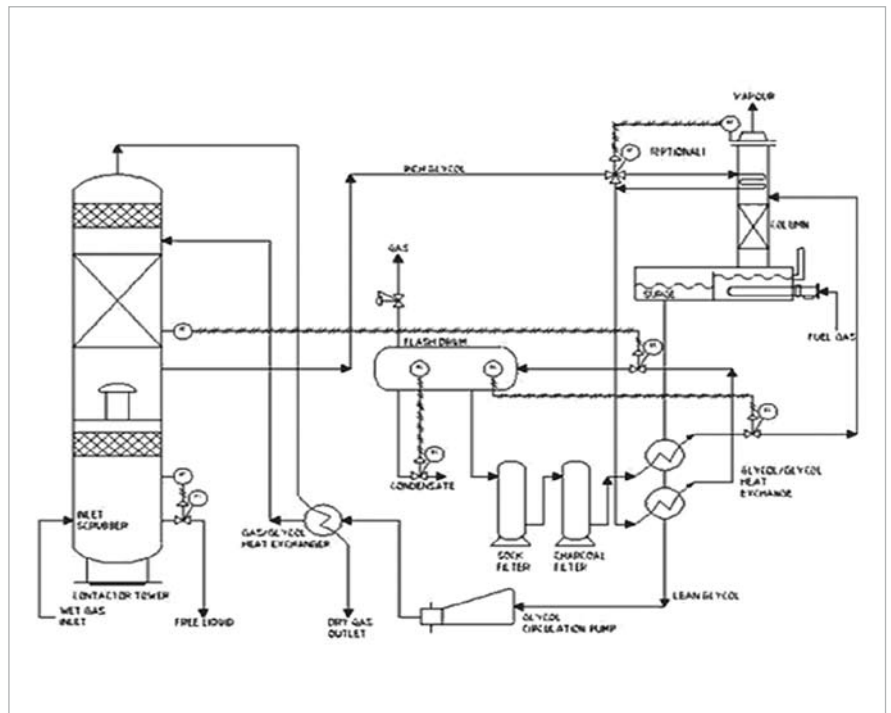 VAPOUR
(OPTIONAL)
RICH GLYCOL
COLUMN
GAS
SURGE
FUEL GAS
FLASH DRUM
CONDENSATE
GLYCOL/GLYCOL
HEAT
EXCHANGE
INLET
SCRUBBER
GAS/GLYCOL
HEAT EXCHANGER
SOCK
FILTER
CHARCOAL
FILTER
CONTACTOR TOWER
WET GAS
INLET
FREE LIQUID
DRY GAS
OUTLET
GLYCOL
CIRCULATION PUMP
LEAN GLYCOL